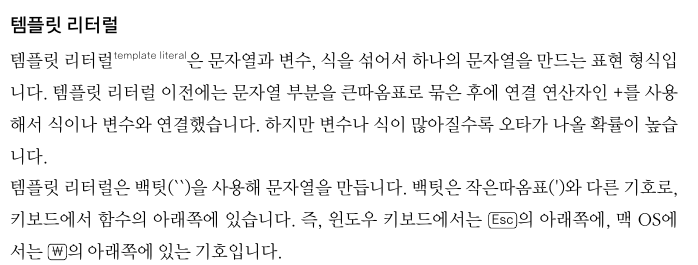 템플릿 리터럴
템플릿 리터럴template literal은 문자열과 변수, 식을 섞어서 하나의 문자열을 만드는 표현 형식입
니다. 템플릿 리터럴 이전에는 문자열 부분을 큰따옴표로 묶은 후에 연결 연산자인 +를 사용
해서 식이나 변수와 연결했습니다. 하지만 변수나 식이 많아질수록 오타가 나올 확률이 높습
니다.
템플릿 리터럴은 백팃(``)을 사용해 문자열을 만듭니다. 백팃은 작은따옴표(')와 다른 기호로,
키보드에서 함수의 아래쪽에 있습니다. 즉, 윈도우 키보드에서는 Esc의 아래쪽에, 맥 OS에
서는 ₩의 아래쪽에 있는 기호입니다.